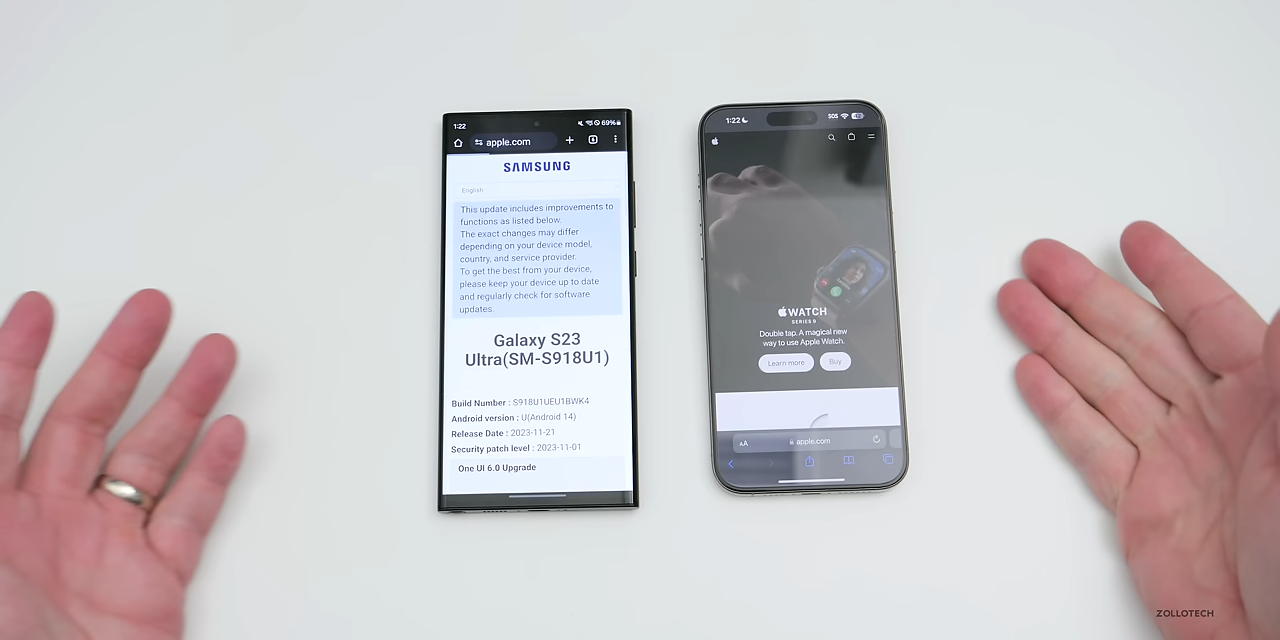 1:22
69%
apple.com
SAMSUNG
English
This update includes improvements to
functions as listed below.
The exact changes may differ
depending on your device model,
country, and service provider.
To get the best from your device,
please keep your device up to date
and regularly check for software
updates.
Galaxy S23
Ultra(SM-S918U1)
Build Number : S918U1UEU1BWK4
Android version : U(Android 14)
Release Date : 2023-11-21
Security patch level : 2023-11-01
One UI 6.0 Upgrade
1:22
SOS
WATCH
SERIES 9
Double tap. A magical new
way to use Apple Watch.
Learn more
Buy
AA
apple.com
ZOLLOTECH